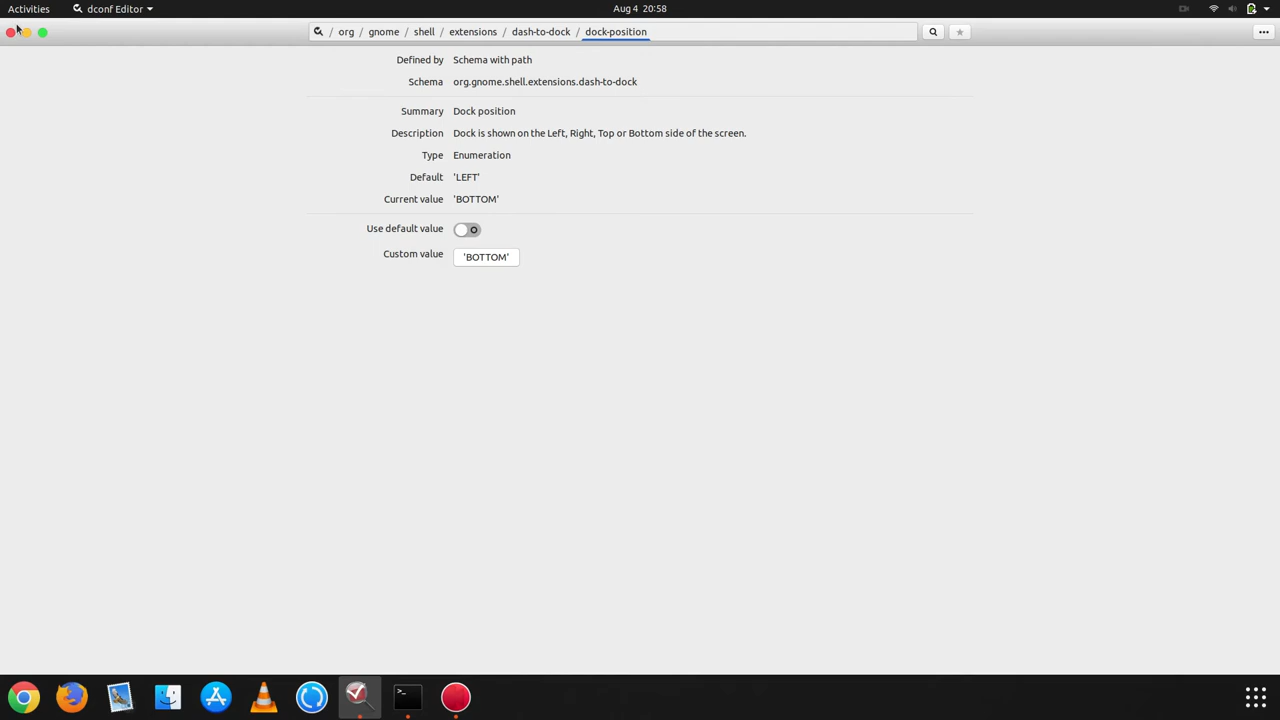 Activities dconf Editor Aug 4 20:58
/ org / gnome / shell / extensions / dash-to-dock / dock-position
Defined by Schema with path
Schema org.gnome.shell.extensions.dash-to-dock
Summary Dock position
Description Dock is shown on the Left, Right, Top or Bottom side of the screen.
Type Enumeration
Default 'LEFT'
Current value 'BOTTOM'
Use default value
Custom value 'BOTTOM'
>_